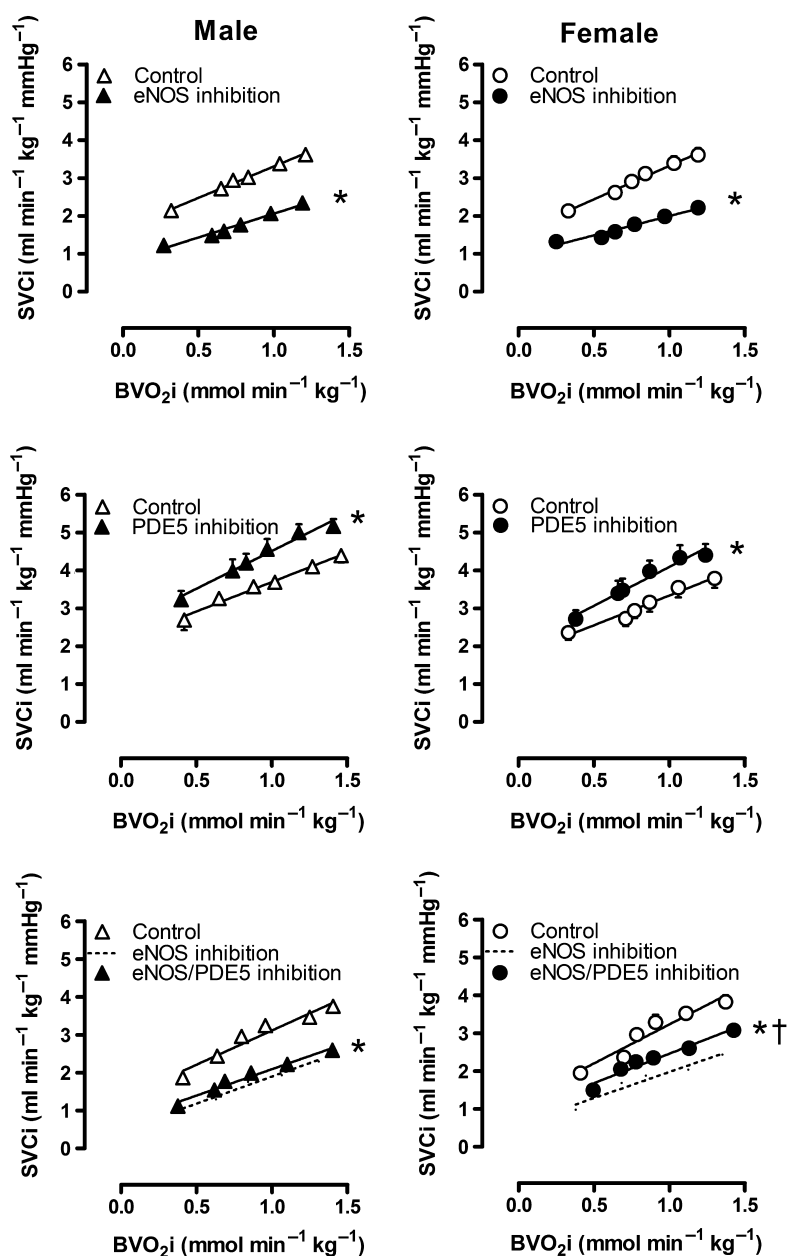 Male
Female
SVCi (ml min⁻¹ kg⁻¹ mmHg⁻¹)
6
5
4
3
2
1
0
Control
eNOS inhibition
*
0.0 0.5 1.0 1.5
BVO₂i (mmol min⁻¹ kg⁻¹)
SVCi (ml min⁻¹ kg⁻¹ mmHg⁻¹)
6
5
4
3
2
1
0
Control
eNOS inhibition
*
0.0 0.5 1.0 1.5
BVO₂i (mmol min⁻¹ kg⁻¹)
SVCi (ml min⁻¹ kg⁻¹ mmHg⁻¹)
6
5
4
3
2
1
0
Control
PDE5 inhibition
*
0.0 0.5 1.0 1.5
BVO₂i (mmol min⁻¹ kg⁻¹)
SVCi (ml min⁻¹ kg⁻¹ mmHg⁻¹)
6
5
4
3
2
1
0
Control
PDE5 inhibition
*
0.0 0.5 1.0 1.5
BVO₂i (mmol min⁻¹ kg⁻¹)
SVCi (ml min⁻¹ kg⁻¹ mmHg⁻¹)
6
5
4
3
2
1
0
Control
eNOS inhibition
eNOS/PDE5 inhibition
*
0.0 0.5 1.0 1.5
BVO₂i (mmol min⁻¹ kg⁻¹)
SVCi (ml min⁻¹ kg⁻¹ mmHg⁻¹)
6
5
4
3
2
1
0
Control
eNOS inhibition
eNOS/PDE5 inhibition
*†
0.0 0.5 1.0 1.5
BVO₂i (mmol min⁻¹ kg⁻¹)